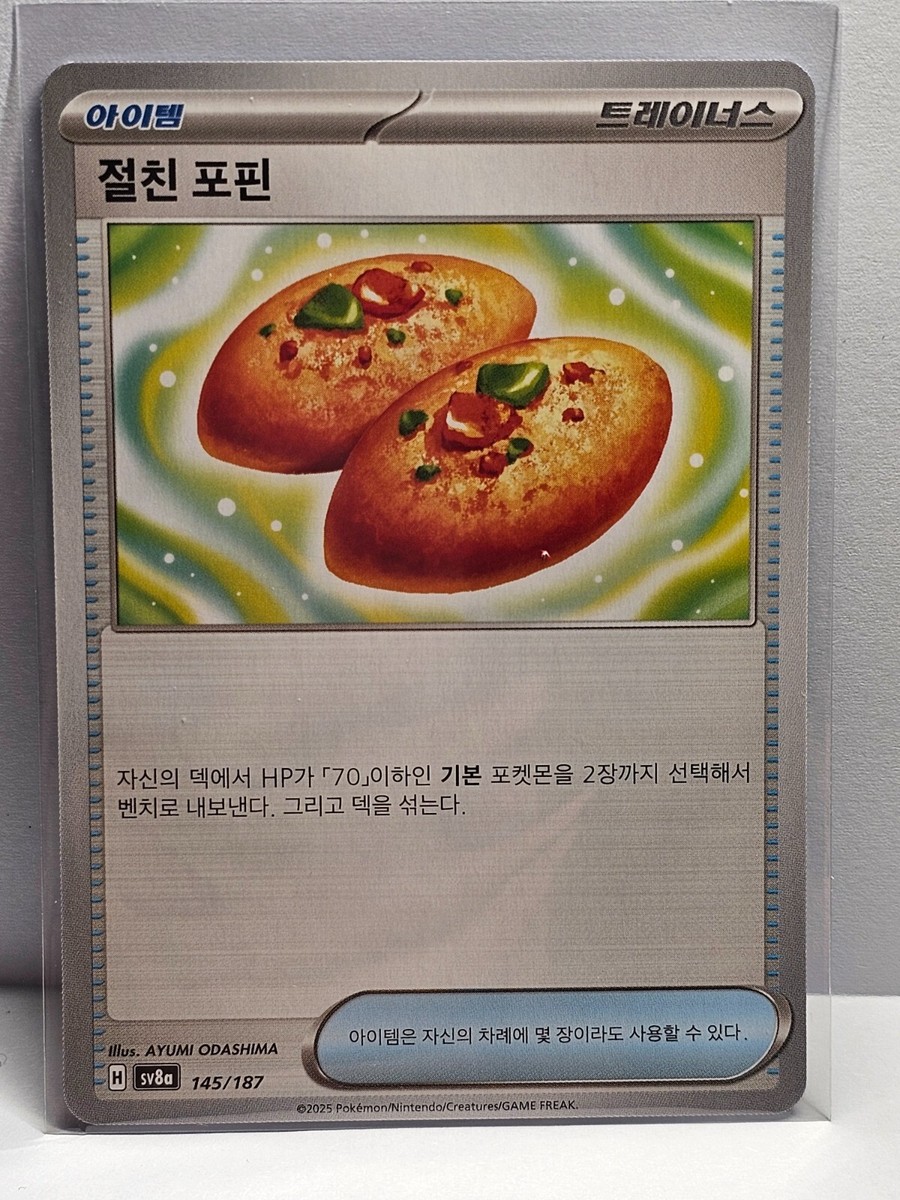 아이템 트레이너스
절친 포핀
자신의 덱에서 HP가 「70」이하인 기본 포켓몬을 2장까지 선택해서
벤치로 내보낸다. 그리고 덱을 섞는다.
아이템은 자신의 차례에 몇 장이라도 사용할 수 있다.
Illus. AYUMI ODASHIMA
H sv8a 145/187
©2025 Pokémon/Nintendo/Creatures/GAME FREAK.